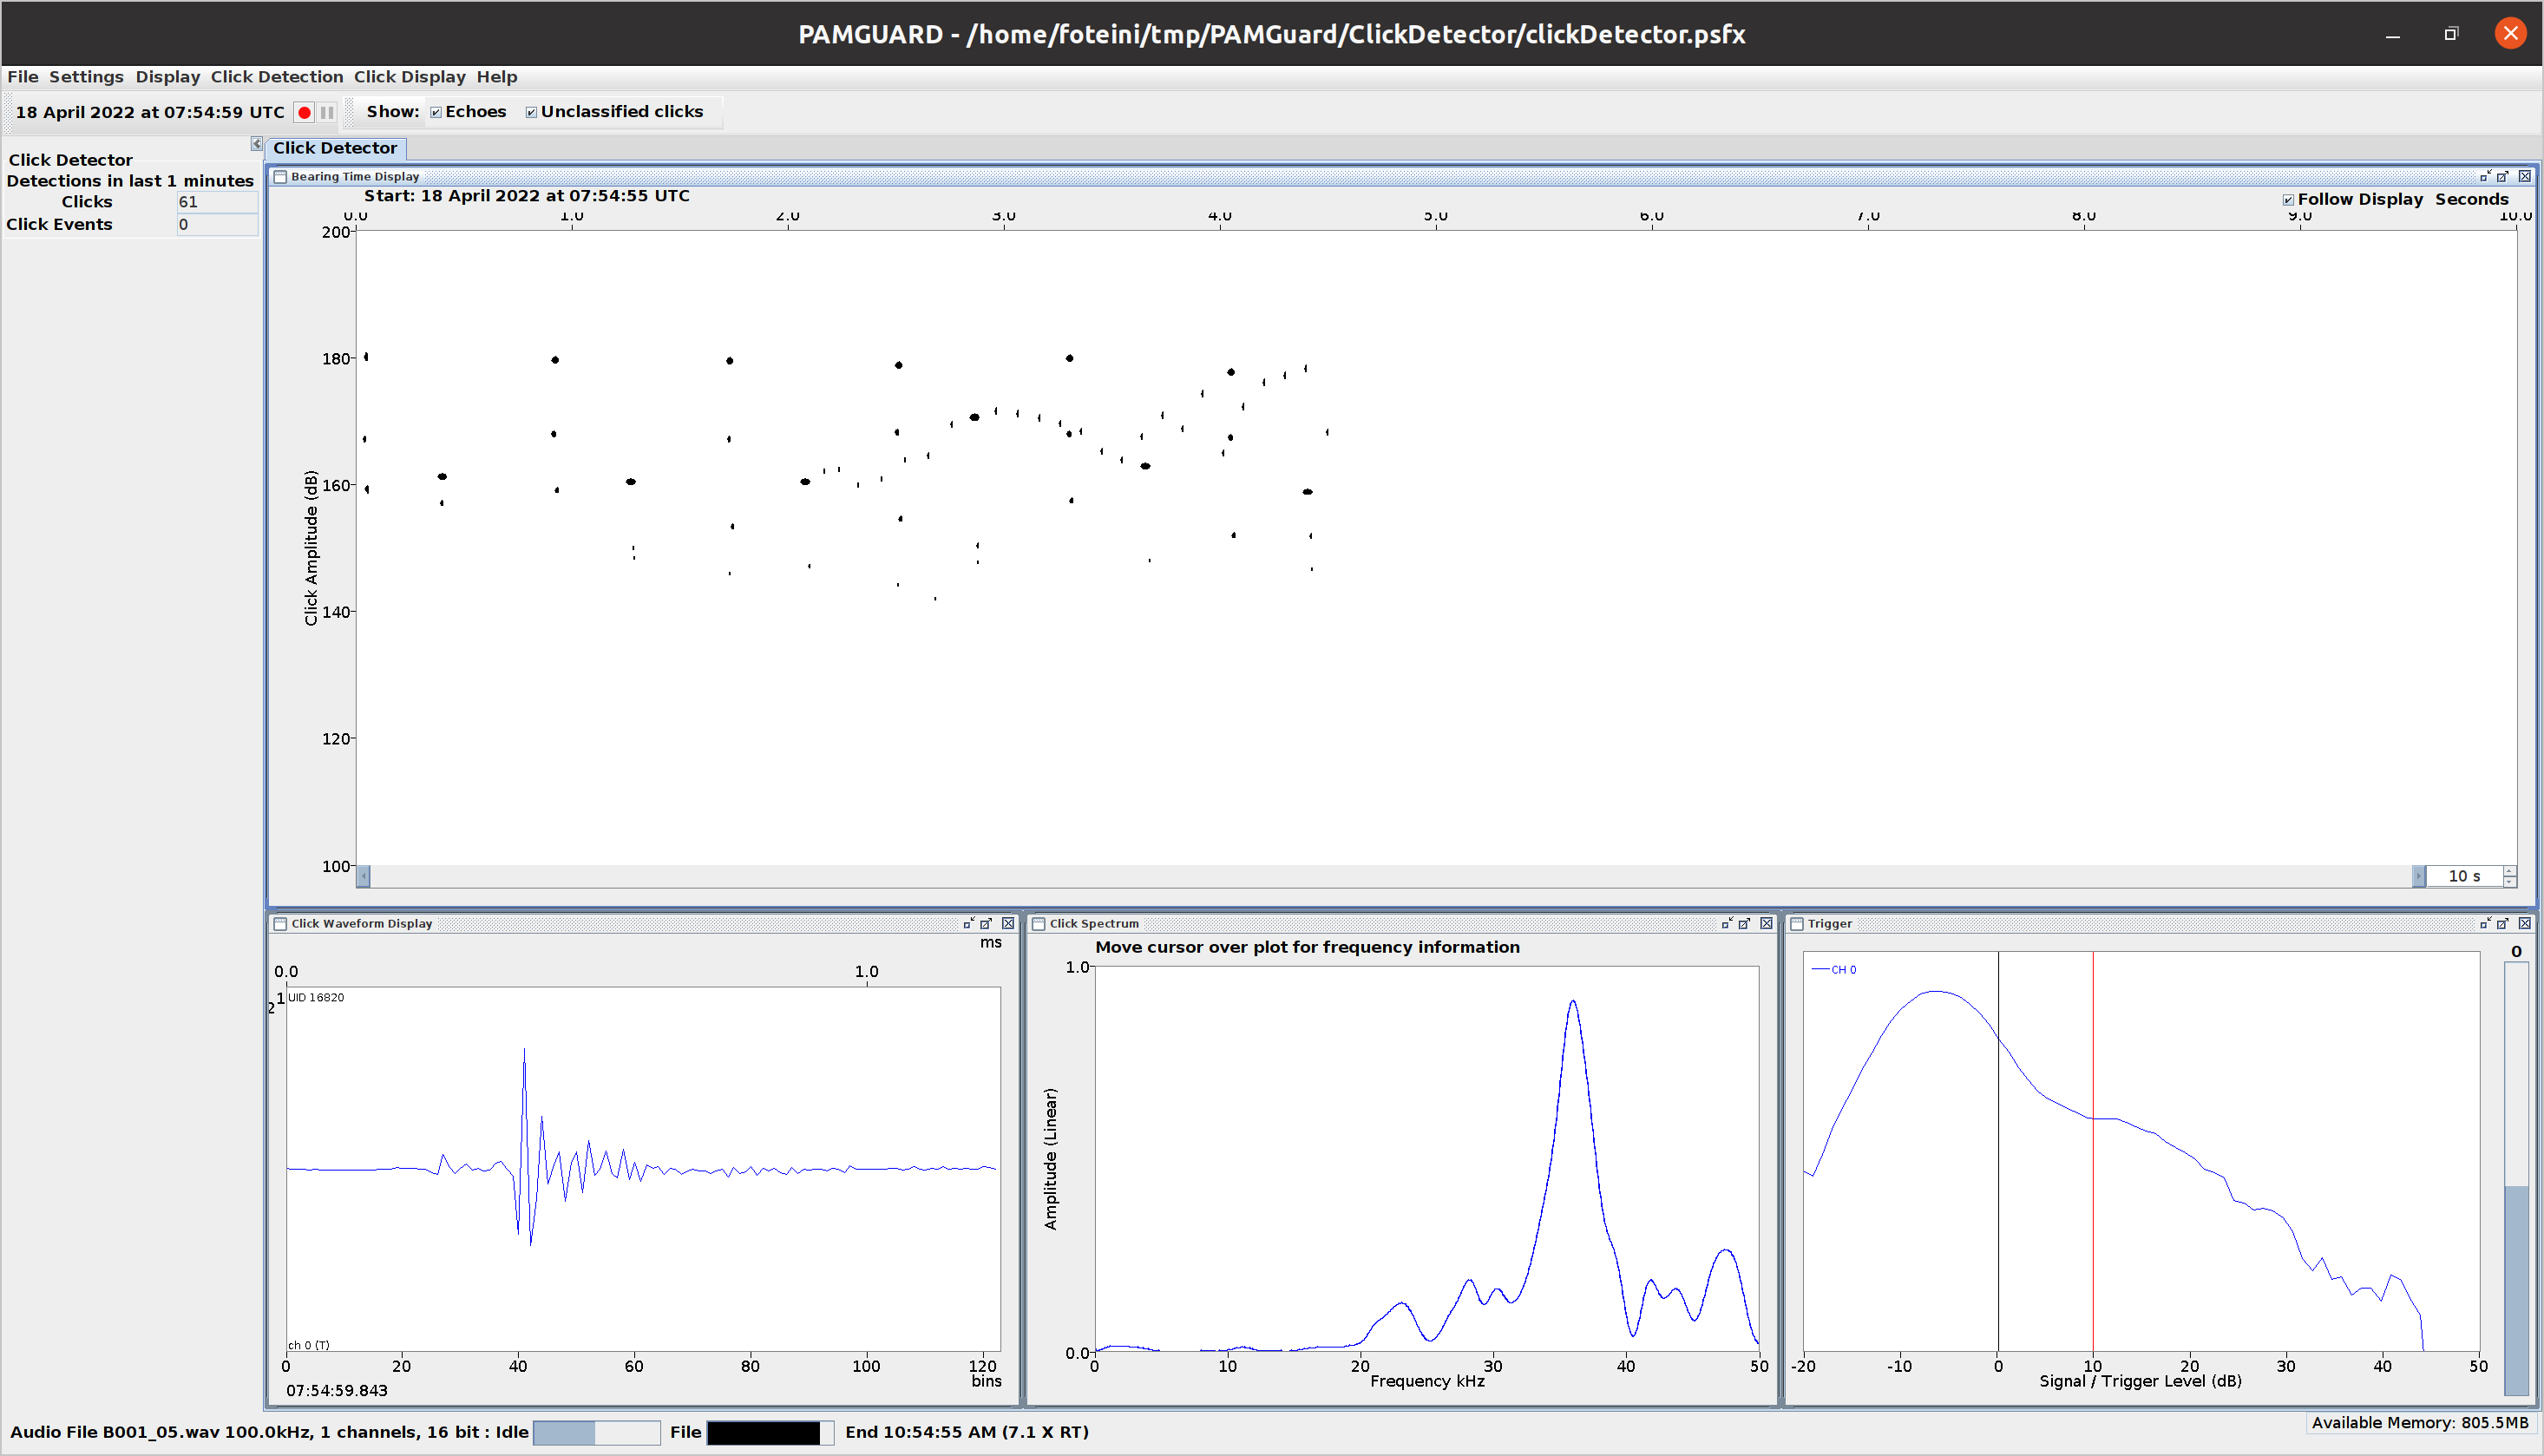 PAMGUARD - /home/foteini/tmp/PAMGuard/ClickDetector/clickDetector.psfx
File Settings Display Click Detection Click Display Help
18 April 2022 at 07:54:59 UTC Show: Echoes Unclassified clicks
Click Detector
Detections in last 1 minutes
Clicks 61
Click Events 0
Click Detector
Bearing Time Display
Start: 18 April 2022 at 07:54:55 UTC Follow Display Seconds
0.0 1.0 2.0 3.0 4.0 5.0 6.0 7.0 8.0 9.0 10.0
200
180
160
140
120
100
Click Amplitude (dB)
10 s
Click Waveform Display
ms
0.0 1.0
1
2
UID 16820
ch 0 (T)
0 20 40 60 80 100 120
bins
07:54:59.843
Click Spectrum
Move cursor over plot for frequency information
1.0
Amplitude (Linear)
0.0
0 10 20 30 40 50
Frequency kHz
Trigger
0
CH 0
-20 -10 0 10 20 30 40 50
Signal / Trigger Level (dB)
Audio File B001_05.wav 100.0kHz, 1 channels, 16 bit : Idle File End 10:54:55 AM (7.1 X RT)
Available Memory: 805.5MB